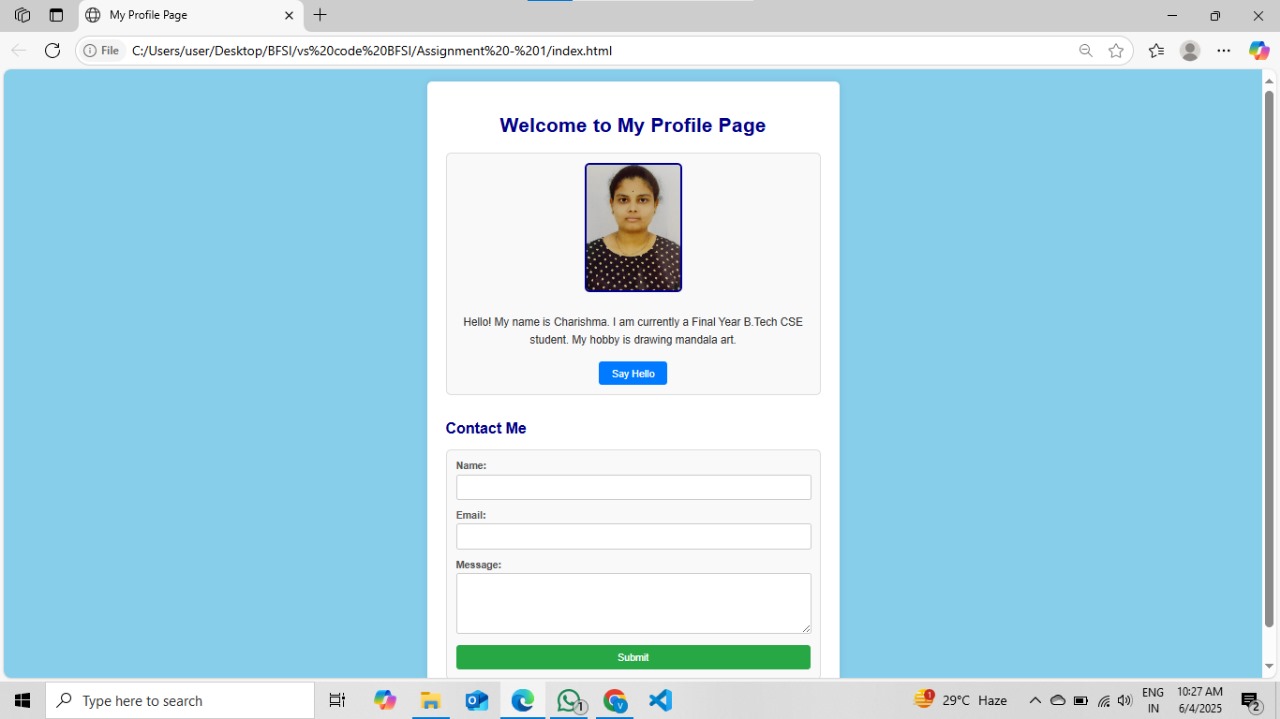 My Profile Page
File
C:/Users/user/Desktop/BFSI/vs%20code%20BFSI/Assignment%20-%201/index.html
Welcome to My Profile Page
Hello! My name is Charishma. I am currently a Final Year B.Tech CSE
student. My hobby is drawing mandala art.
Say Hello
Contact Me
Name:
Email:
Message:
Submit
Type here to search
1
V
1
29°C Haze
ENG
IN
10:27 AM
6/4/2025
2